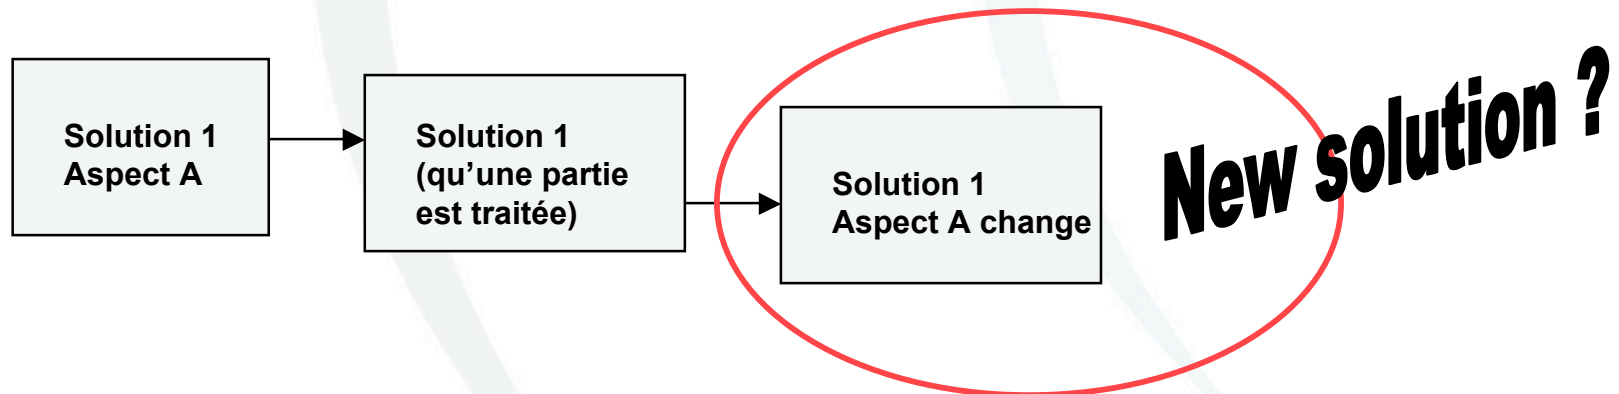 Solution 1
Aspect A
Solution 1
(qu’une partie
est traitée)
Solution 1
Aspect A change
New solution ?